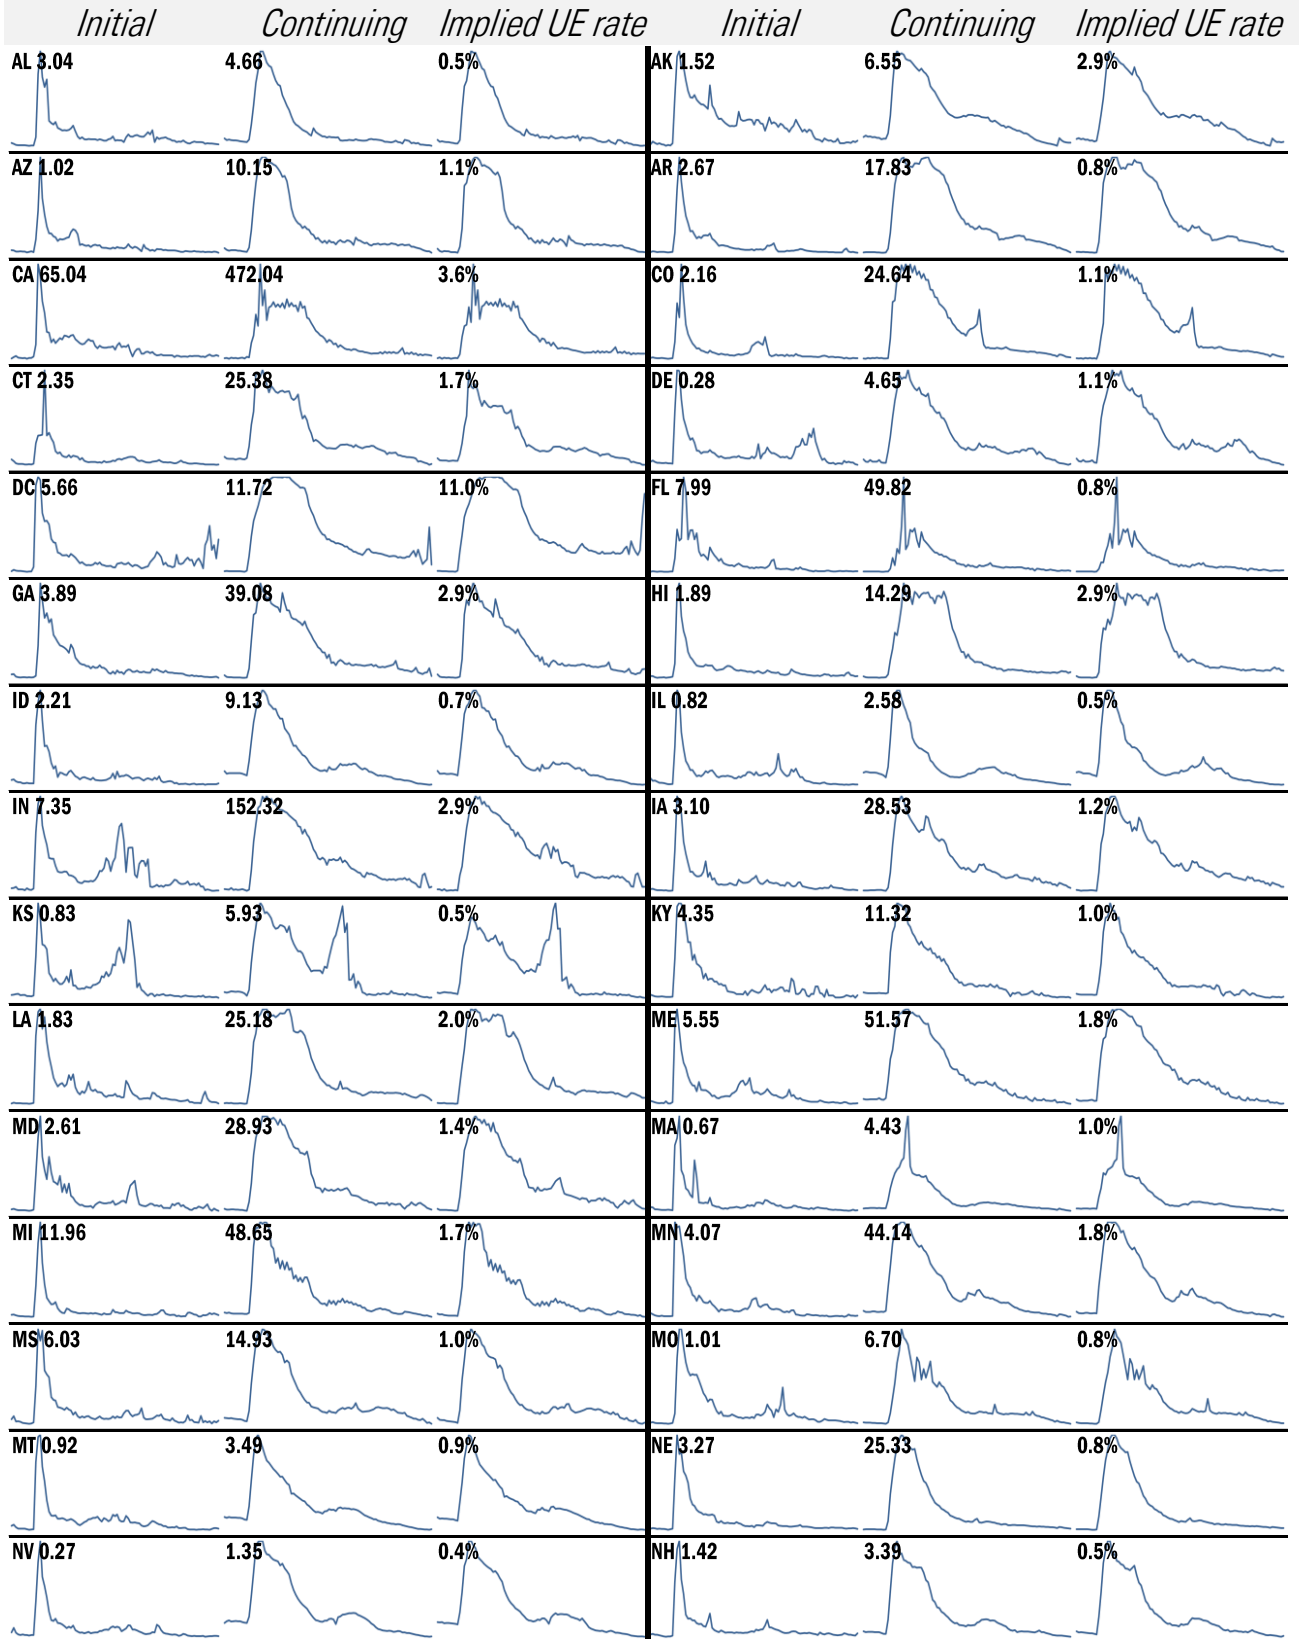 Initial Continuing Implied UE rate Initial Continuing Implied UE rate
AL 3.04 4.66 0.5% AK 1.52 6.55 2.9%
AZ 1.02 10.15 1.1% AR 2.67 17.83 0.8%
CA 65.04 472.04 3.6% CO 2.16 24.64 1.1%
CT 2.35 25.38 1.7% DE 0.28 4.65 1.1%
DC 5.66 11.72 11.0% FL 7.99 49.82 0.8%
GA 3.89 39.08 2.9% HI 1.89 14.29 2.9%
ID 2.21 9.13 0.7% IL 0.82 2.58 0.5%
IN 7.35 152.32 2.9% IA 3.10 28.53 1.2%
KS 0.83 5.93 0.5% KY 4.35 11.32 1.0%
LA 1.83 25.18 2.0% ME 5.55 51.57 1.8%
MD 2.61 28.93 1.4% MA 0.67 4.43 1.0%
MI 11.96 48.65 1.7% MN 4.07 44.14 1.8%
MS 6.03 14.93 1.0% MO 1.01 6.70 0.8%
MT 0.92 3.49 0.9% NE 3.27 25.33 0.8%
NV 0.27 1.35 0.4% NH 1.42 3.39 0.5%